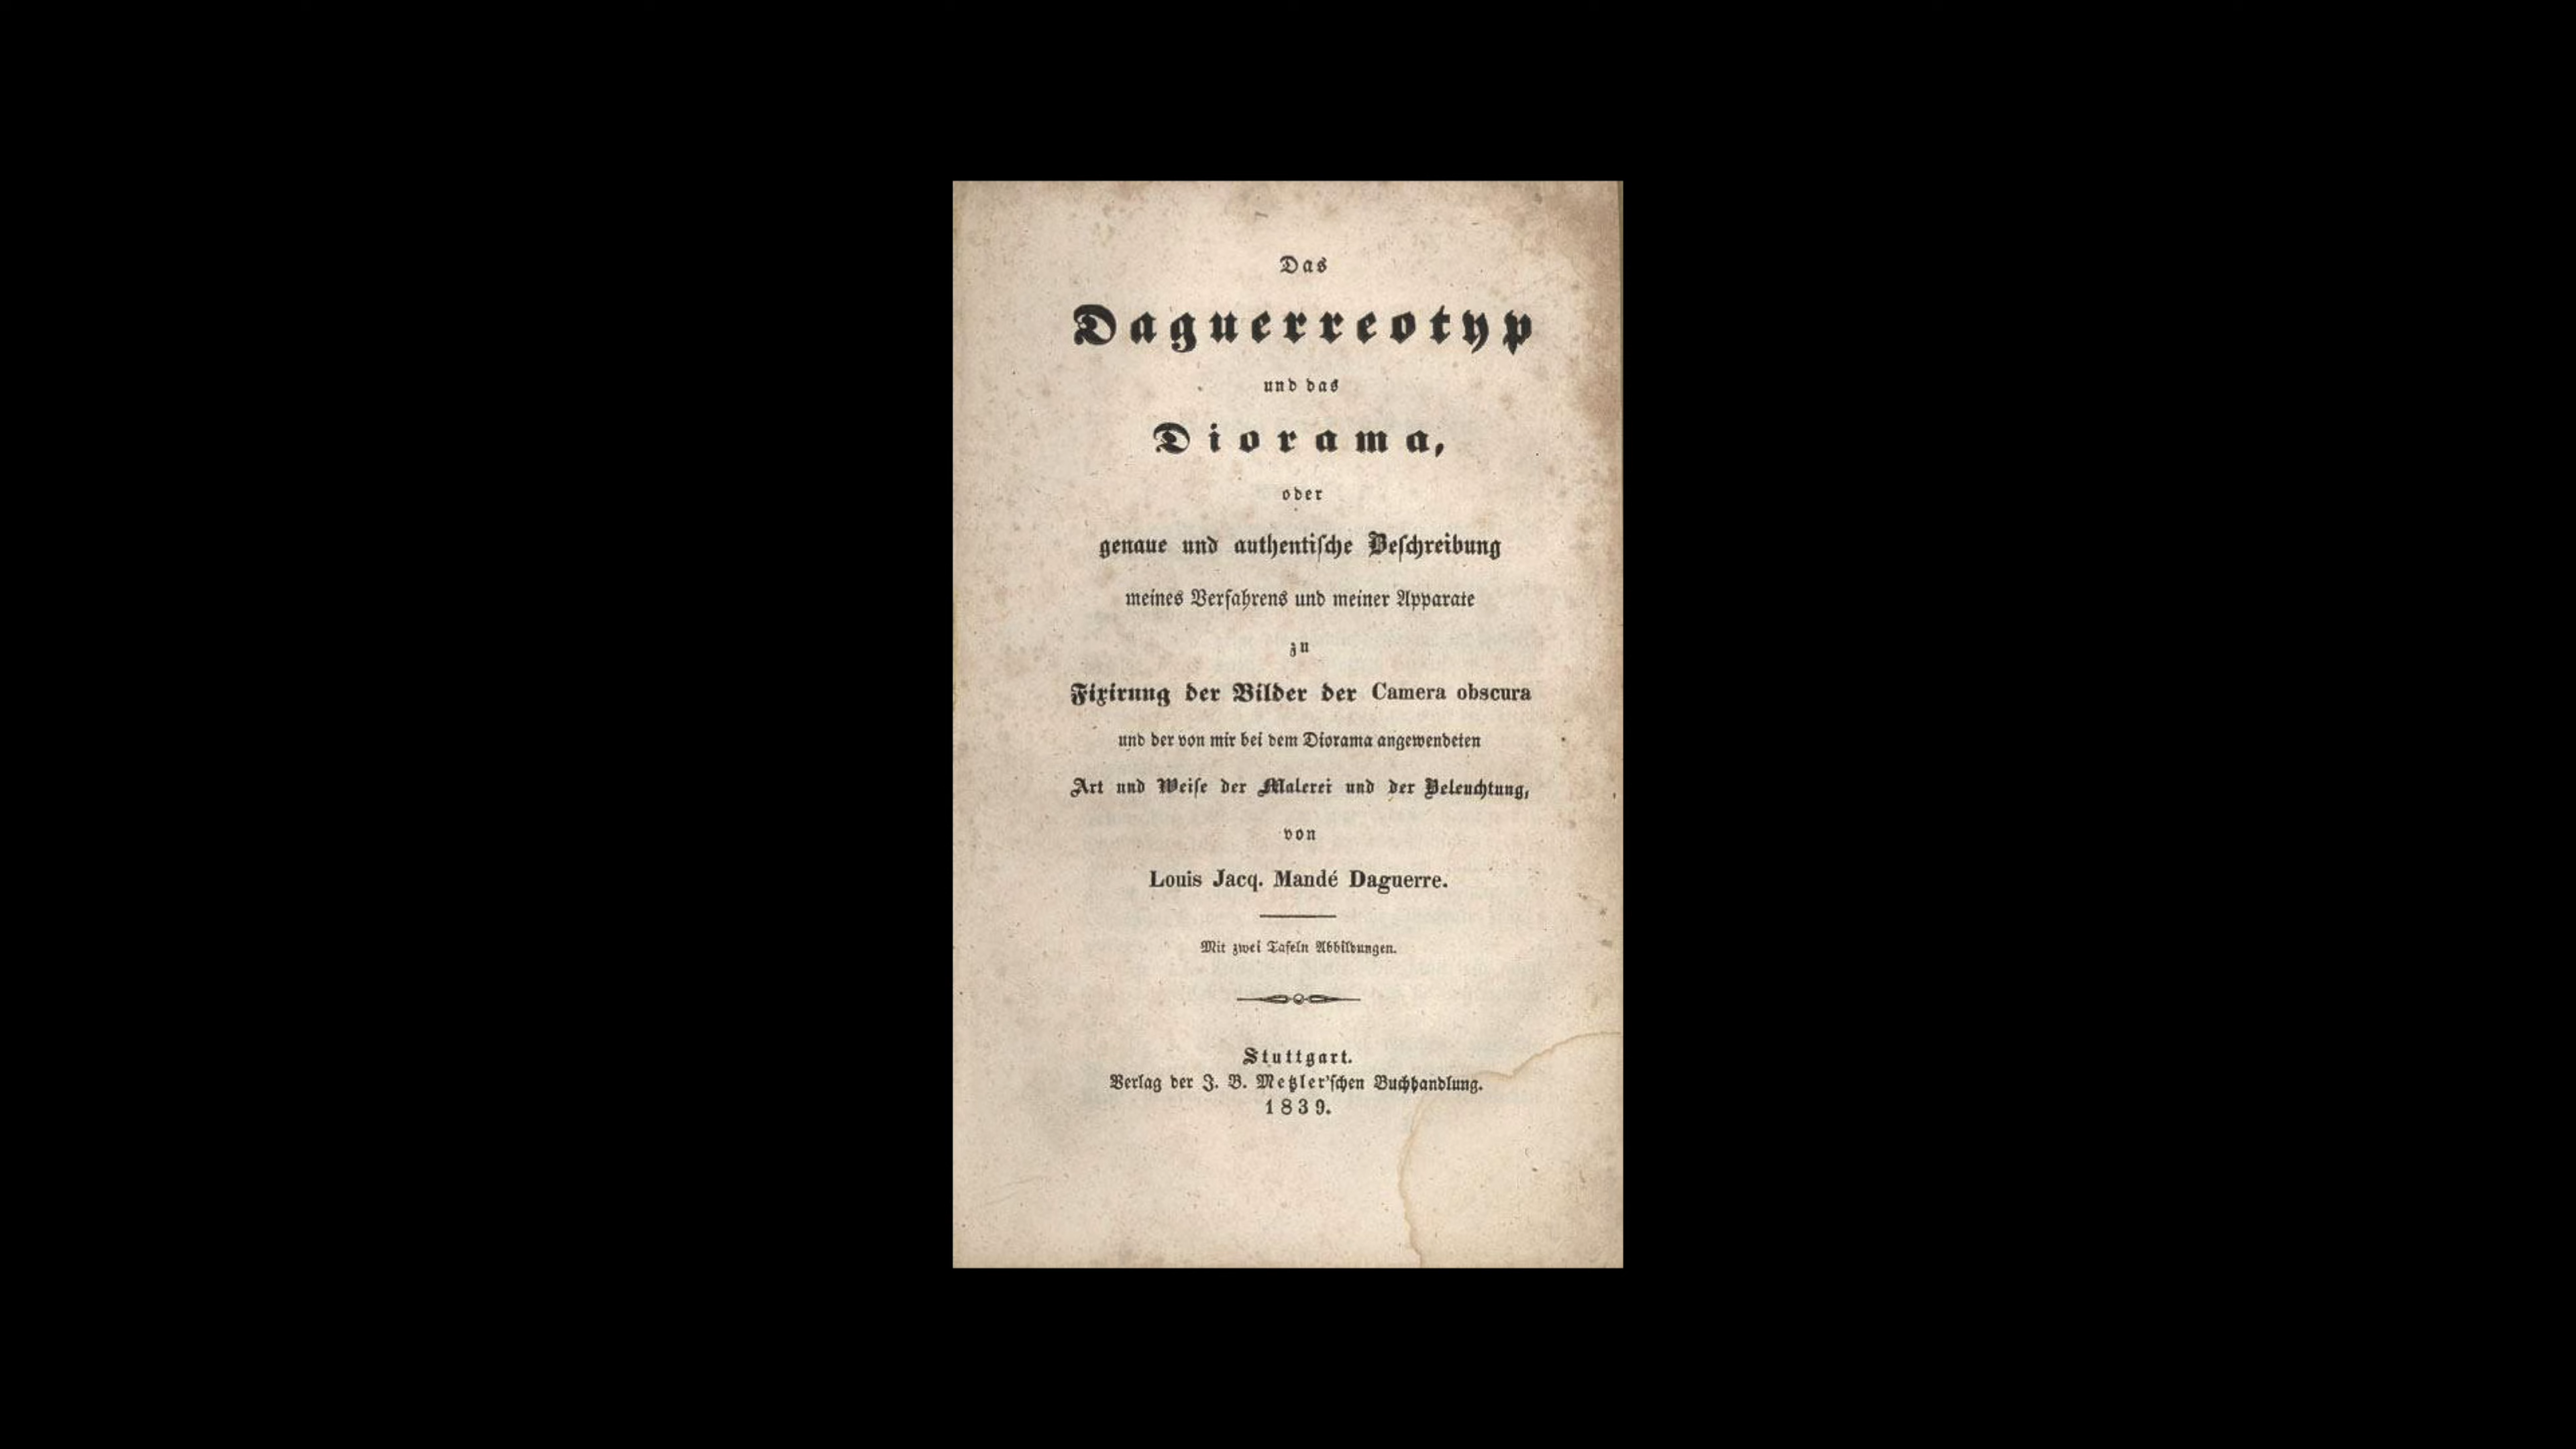 Das
Daguerreotyp
und das
Diorama,
oder
genaue und authentische Beschreibung
meines Verfahrens und meiner Apparate
zu
Fixirung der Bilder der Camera obscura
und der von mir bei dem Diorama angewendeten
Art und Weise der Malerei und der Beleuchtung,
von
Louis Jacq. Mandé Daguerre.
Mit zwei Tafeln Abbildungen.
Stuttgart.
Verlag der J. B. Metzler'schen Buchhandlung.
1839.